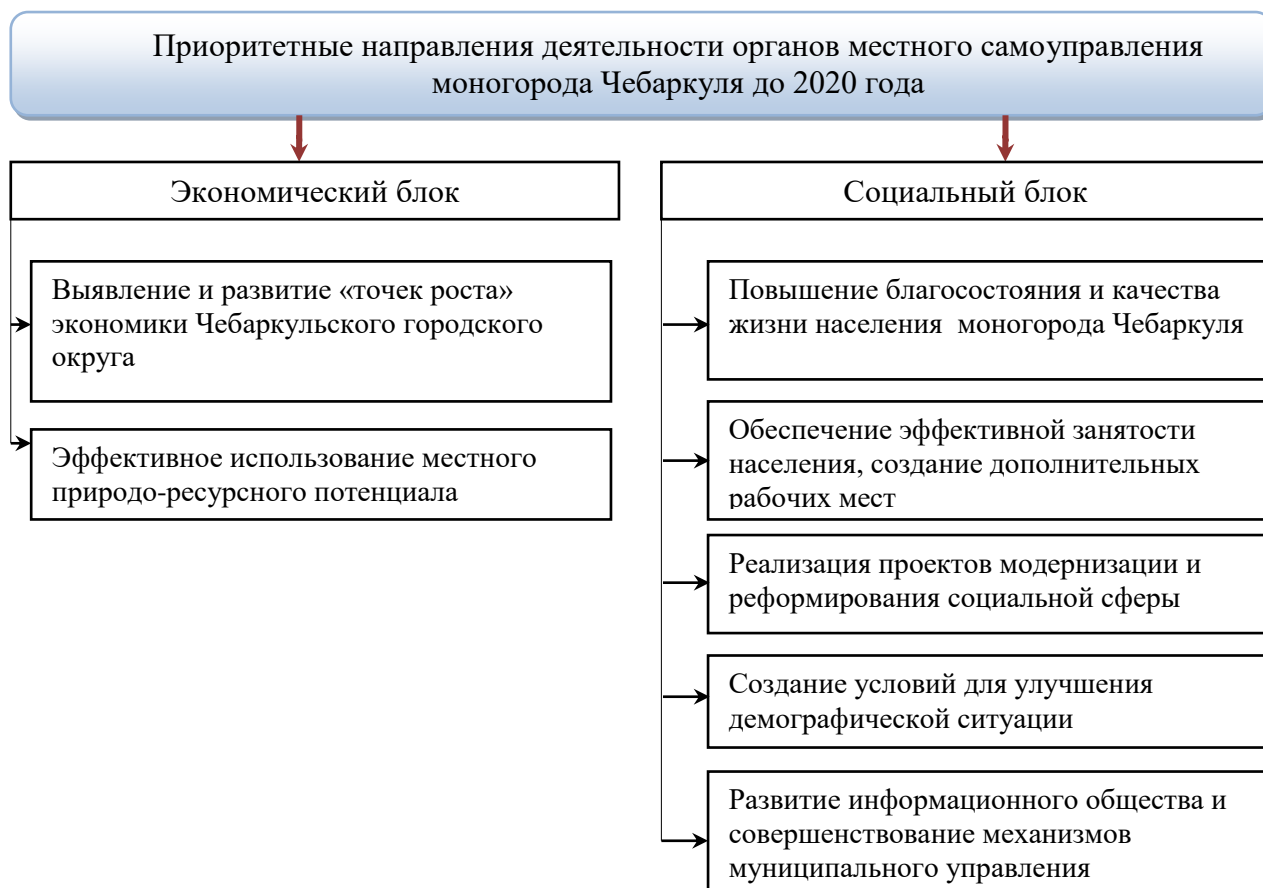 Приоритетные направления деятельности органов местного самоуправления
моногорода Чебаркуля до 2020 года
Экономический блок
Выявление и развитие «точек роста»
экономики Чебаркульского городского
округа
Эффективное использование местного
природо-ресурсного потенциала
Социальный блок
Повышение благосостояния и качества
жизни населения моногорода Чебаркуля
Обеспечение эффективной занятости
населения, создание дополнительных
рабочих мест
Реализация проектов модернизации и
реформирования социальной сферы
Создание условий для улучшения
демографической ситуации
Развитие информационного общества и
совершенствование механизмов
муниципального управления